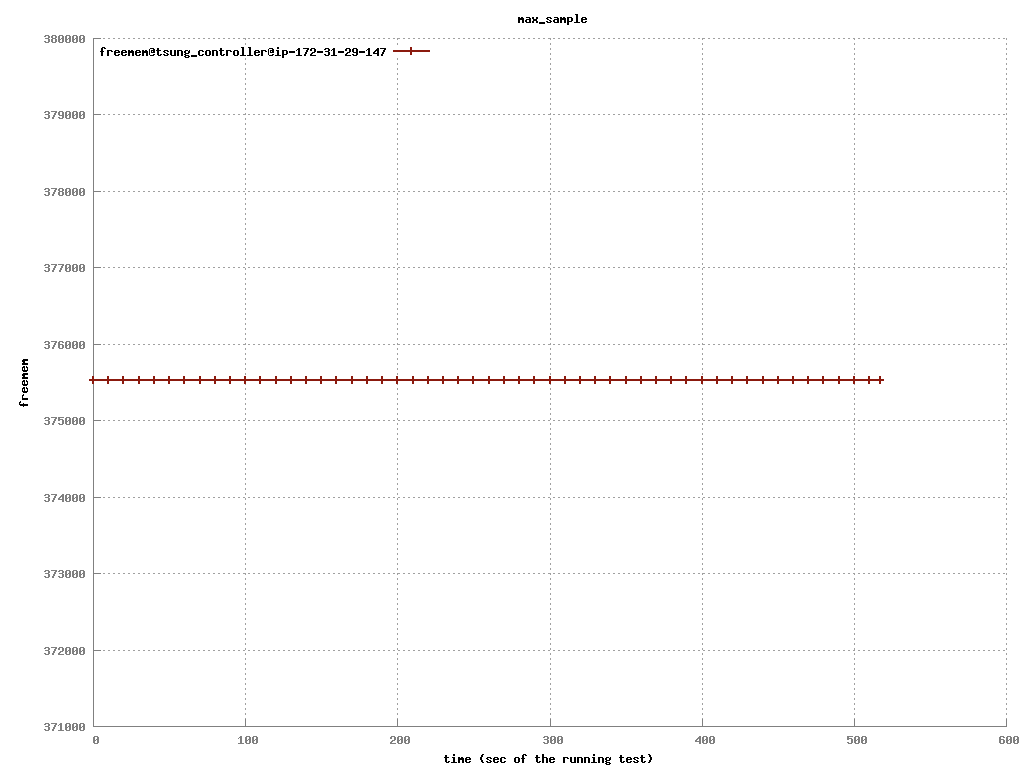 max_sample
freemem@tsung_controller@ip-172-31-29-147
380000
379000
378000
377000
376000
375000
374000
373000
372000
371000
freemem
0 100 200 300 400 500 600
time (sec of the running test)